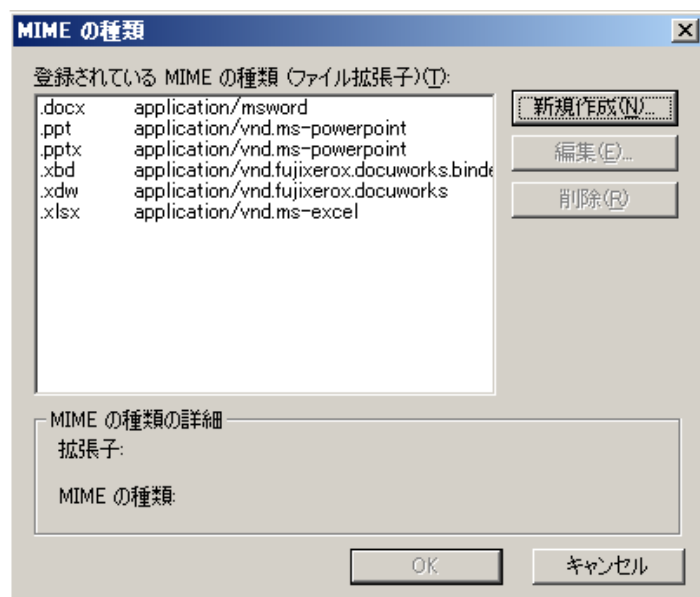 MIME の種類
登録されている MIME の種類 (ファイル拡張子)(T):
.docx application/msword
.ppt application/vnd.ms-powerpoint
.pptx application/vnd.ms-powerpoint
.xbd application/vnd.fujixerox.docuworks.binde
.xdw application/vnd.fujixerox.docuworks
.xlsx application/vnd.ms-excel
新規作成(N)...
編集(E)...
削除(R)
MIME の種類の詳細
拡張子:
MIME の種類:
OK
キャンセル